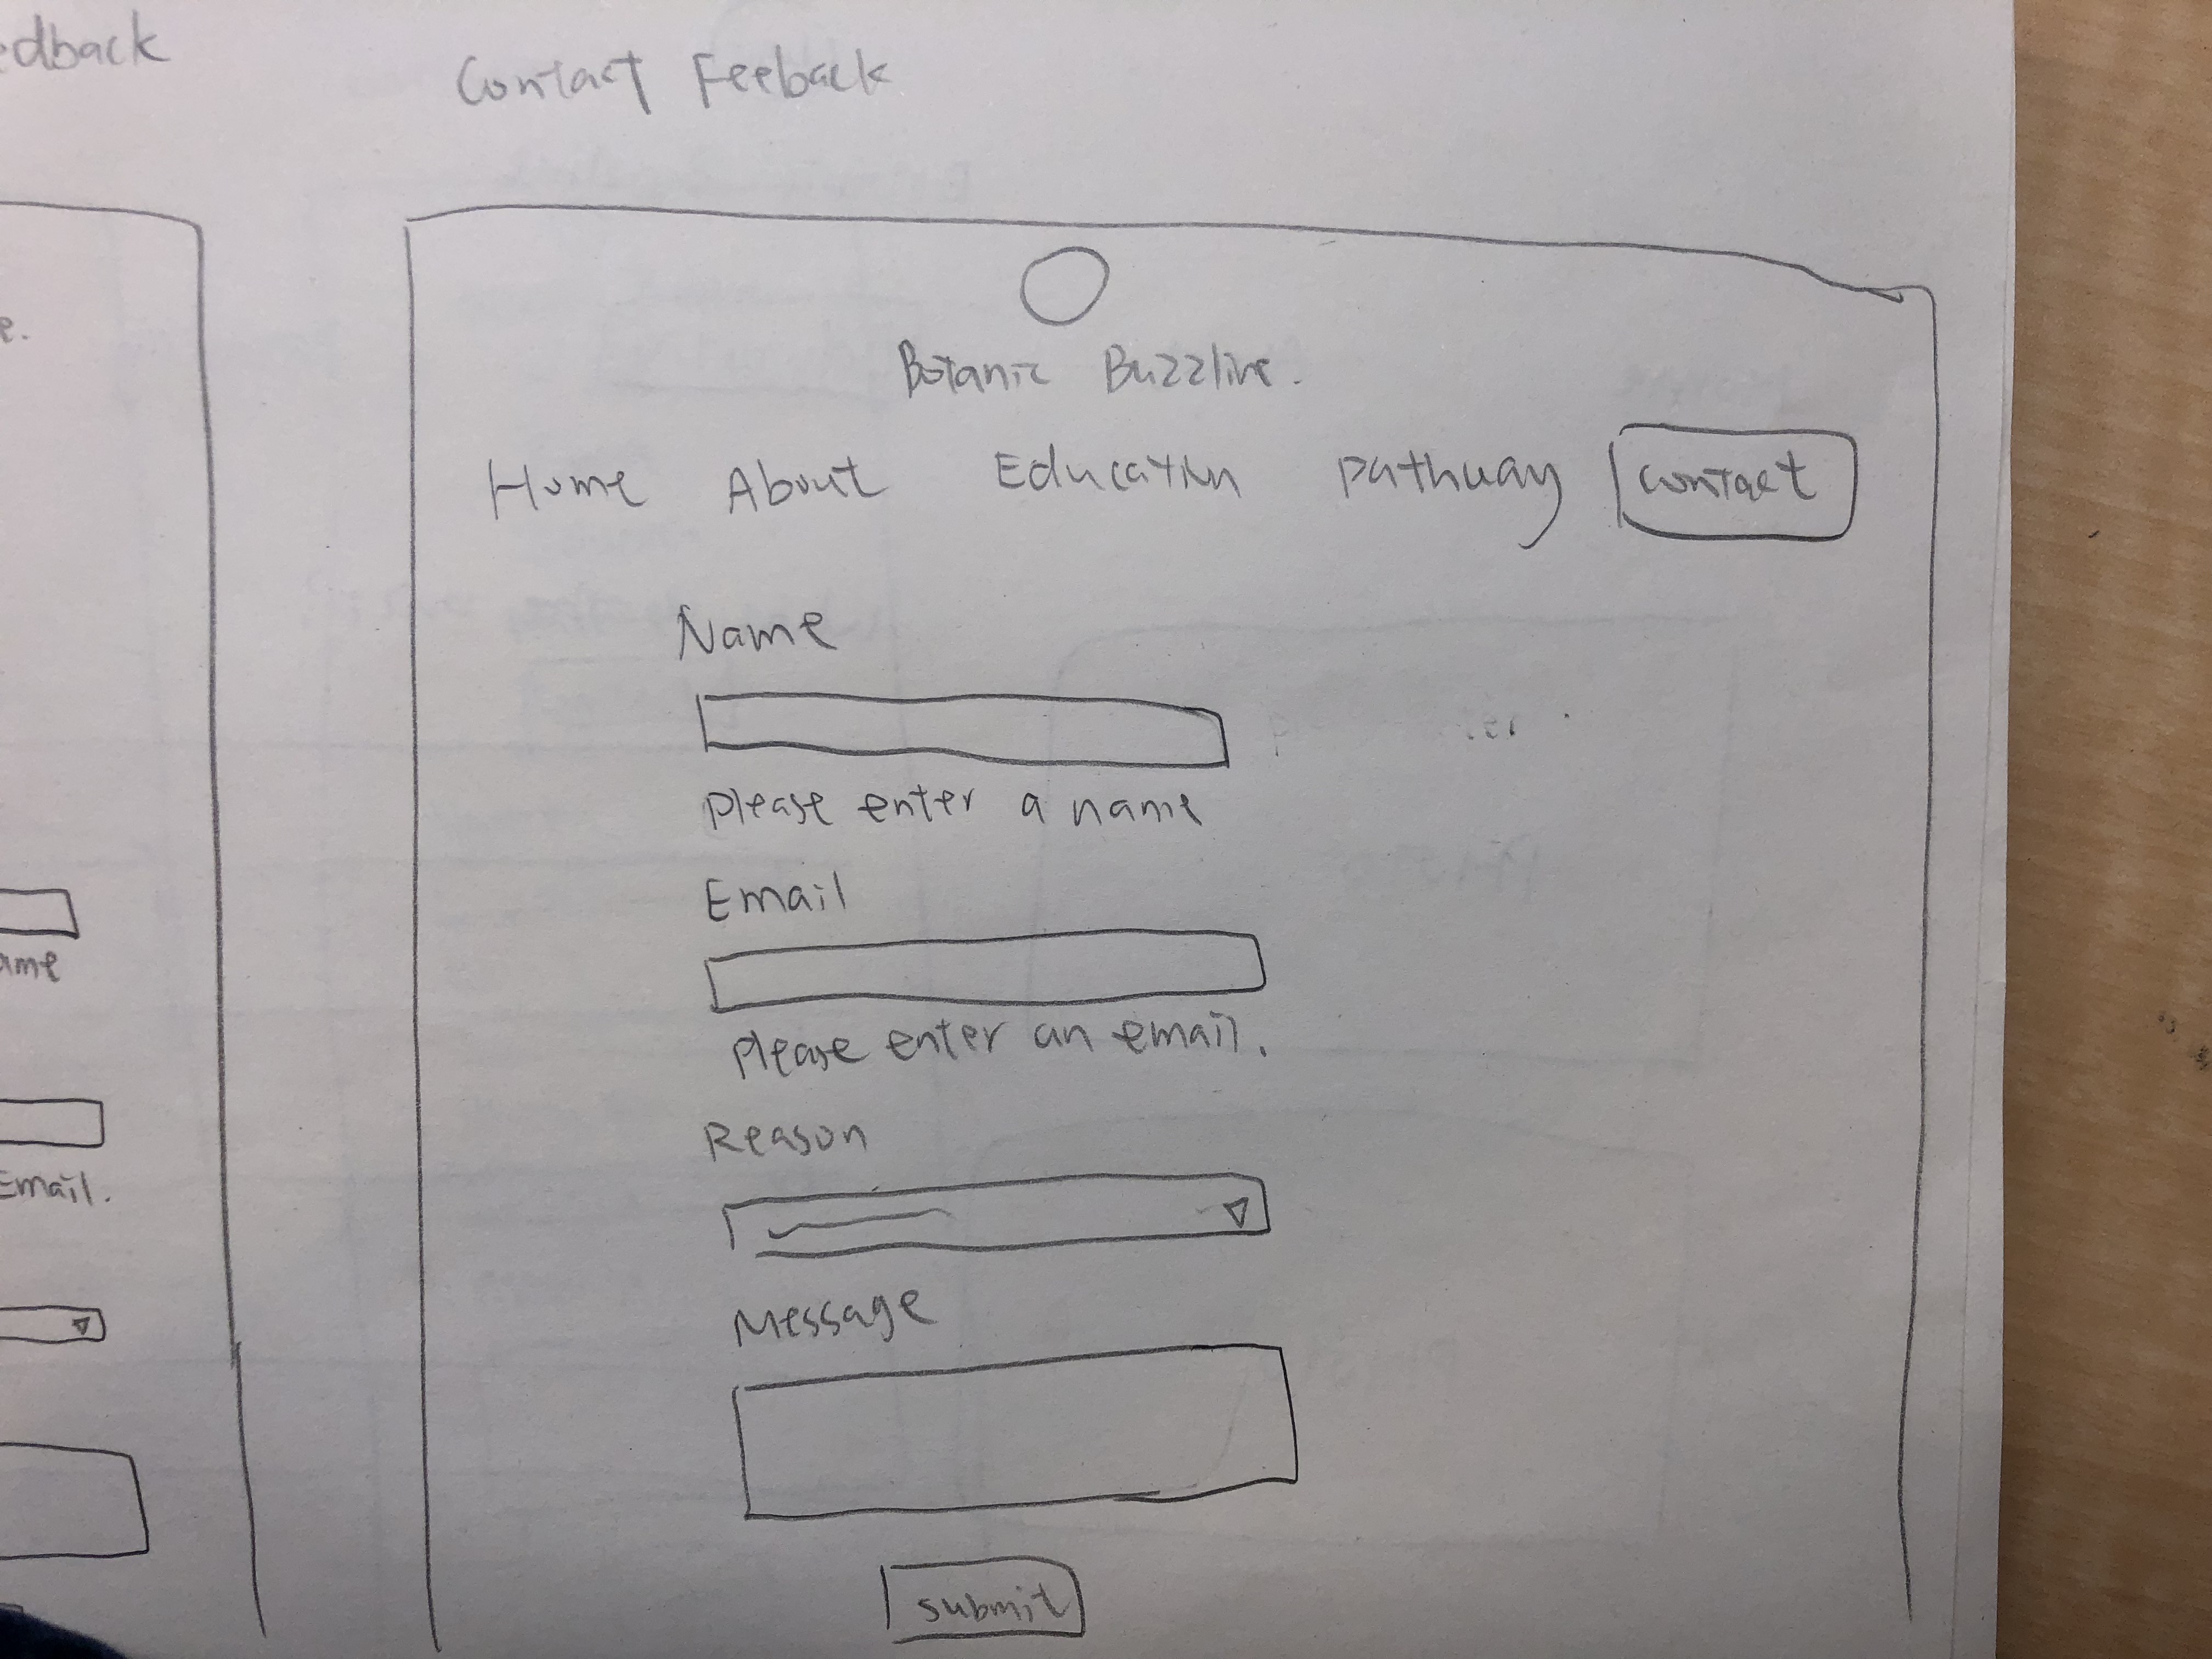 edback
Contact Feeback
e.
Botanic Buzzline.
Home About Education Pathway Contact
Name
Please enter a name
Email
ame
Please enter an email.
Reason
Email.
Message
submit